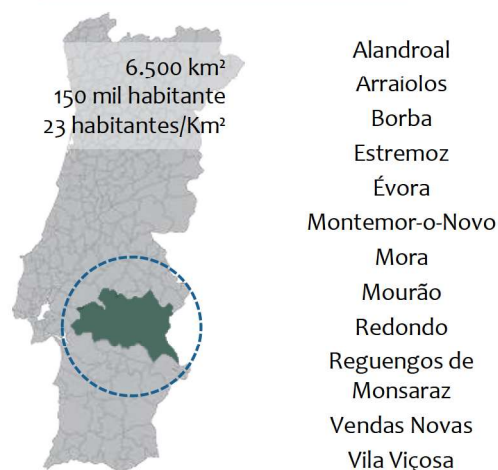 6.500 km²
150 mil habitante
23 habitantes/Km²
Alandroal
Arraiolos
Borba
Estremoz
Évora
Montemor-o-Novo
Mora
Mourão
Redondo
Reguengos de
Monsaraz
Vendas Novas
Vila Viçosa